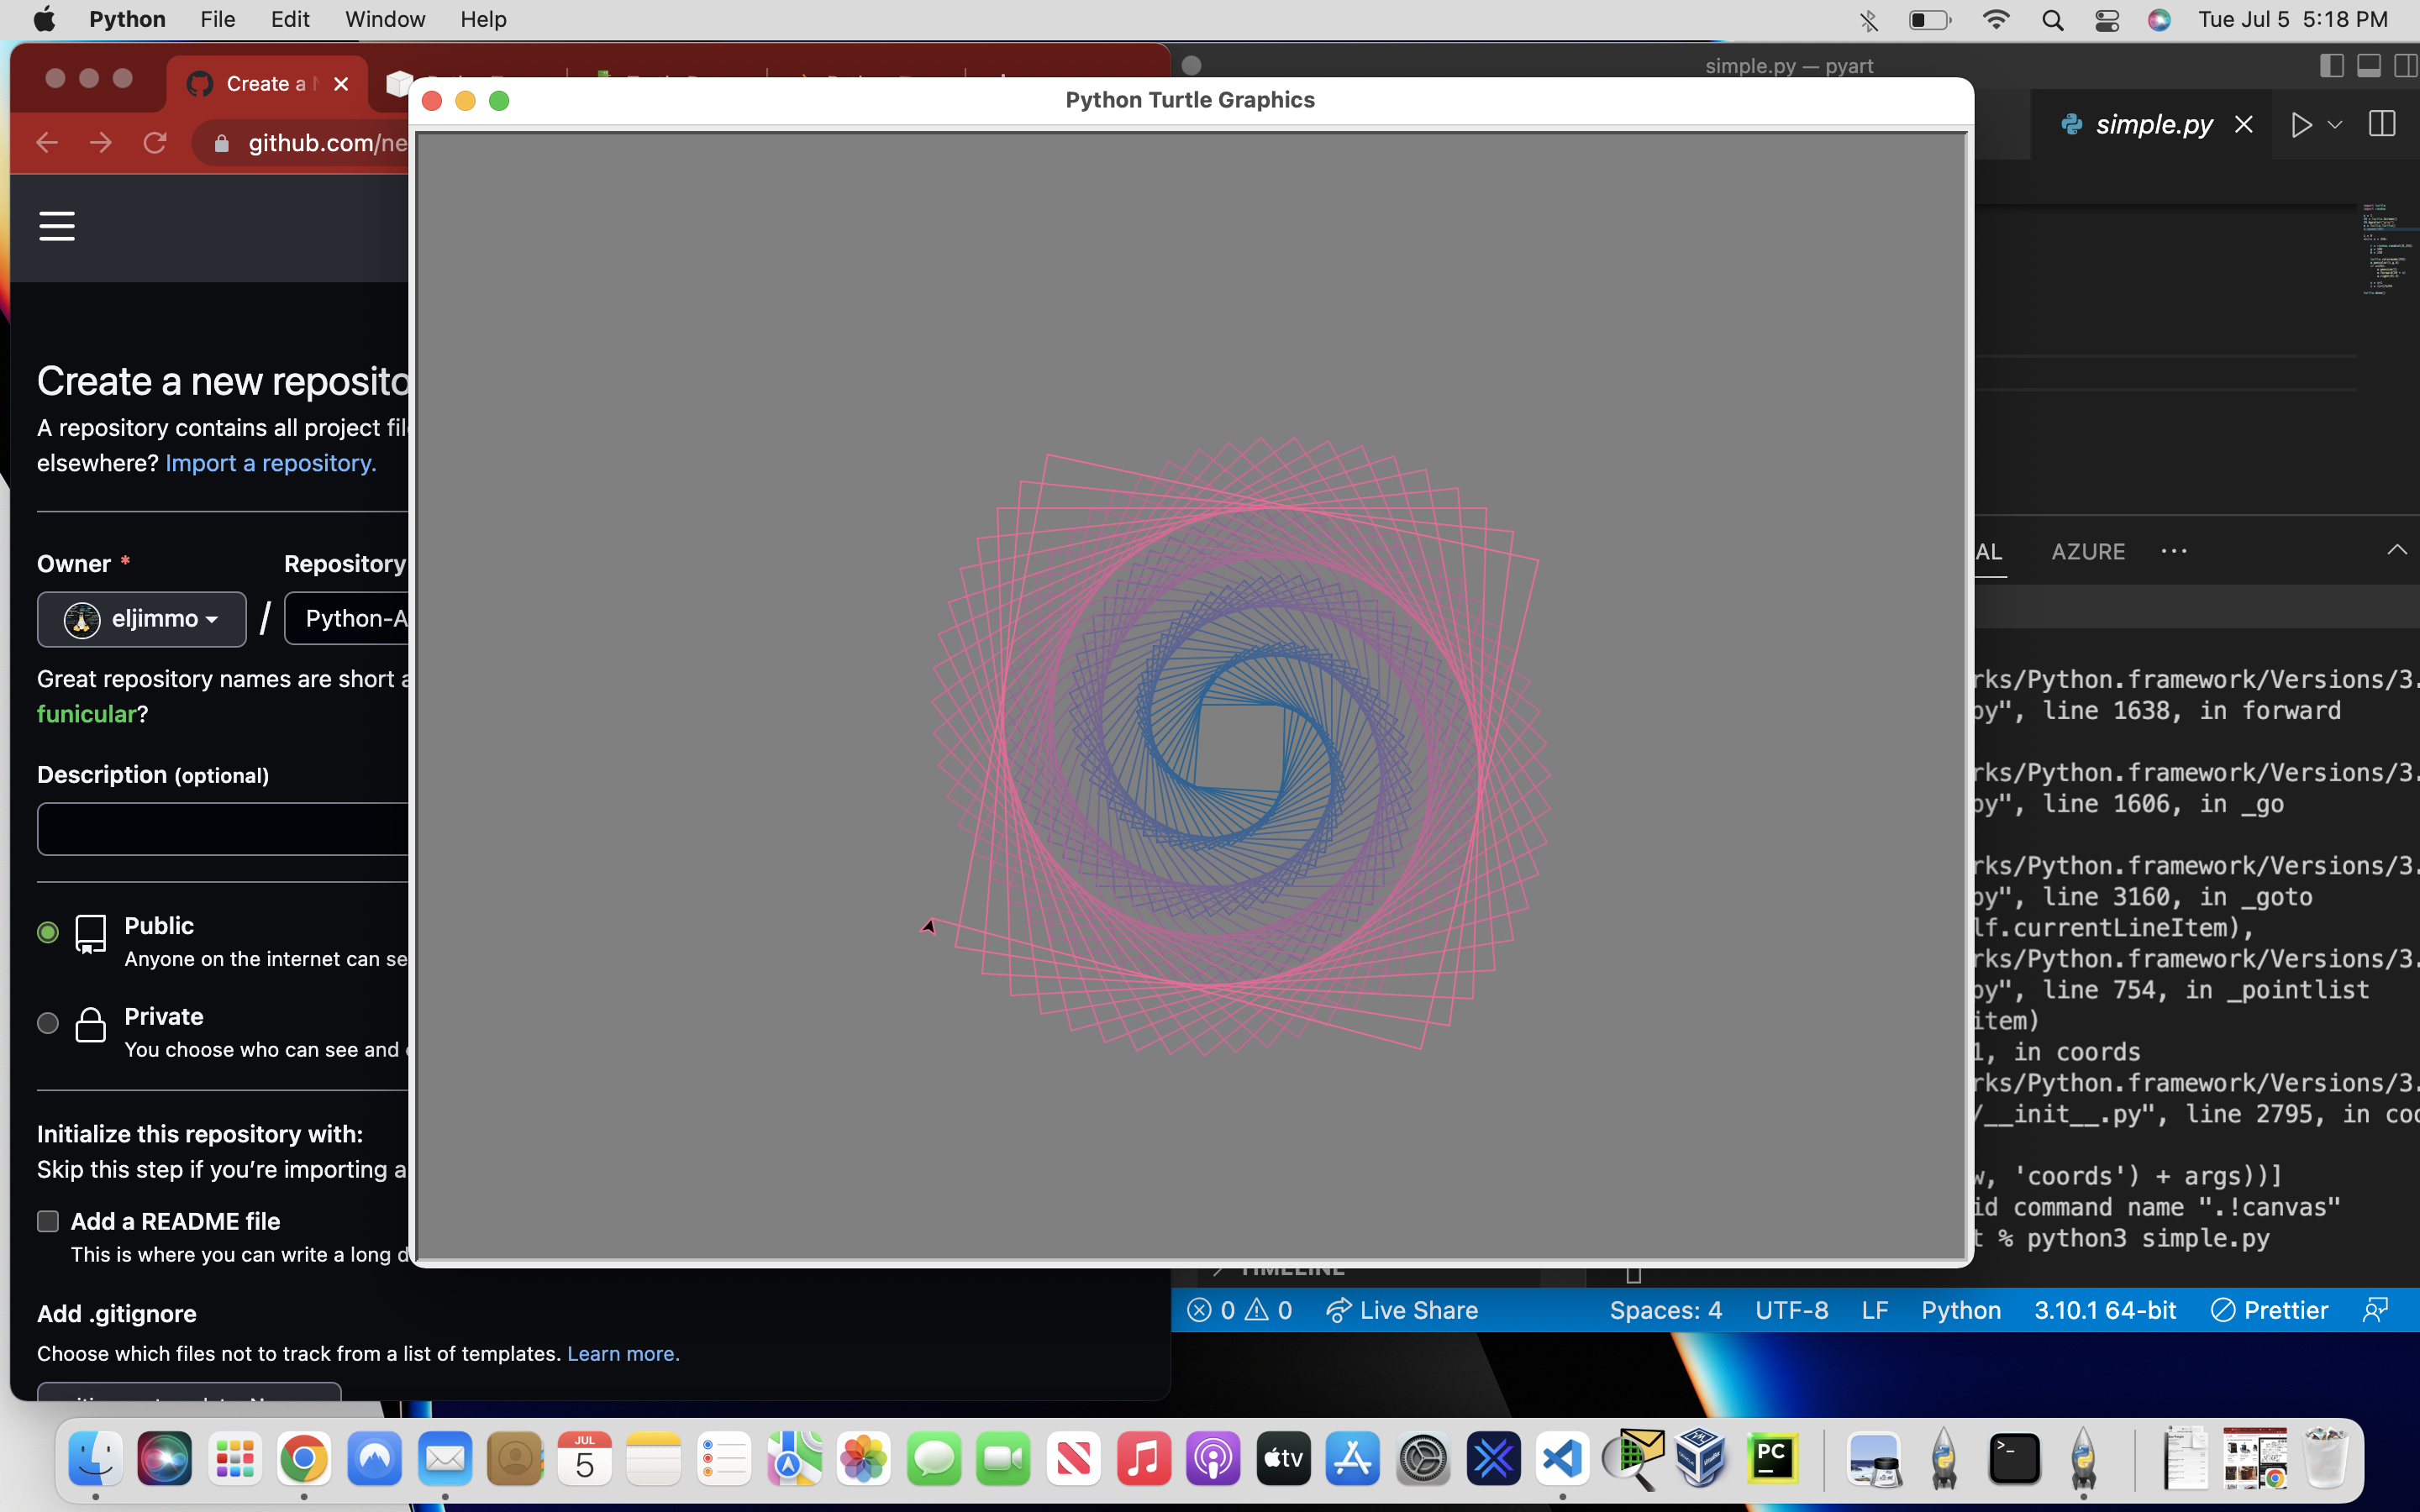 Python File Edit Window Help
Tue Jul 5 5:18 PM
Create a
simple.py — pyart
Python Turtle Graphics
simple.py
github.com/ne
Create a new reposito
A repository contains all project fil
elsewhere? Import a repository.
Owner *
Repository
eljimmo / Python-A
Great repository names are short a
funicular?
Description (optional)
Public
Anyone on the internet can se
Private
You choose who can see and
Initialize this repository with:
Skip this step if you’re importing a
Add a README file
This is where you can write a long d
Add .gitignore
Choose which files not to track from a list of templates. Learn more.
AL AZURE ···
rks/Python.framework/Versions/3.
py", line 1638, in forward
rks/Python.framework/Versions/3.
py", line 1606, in _go
rks/Python.framework/Versions/3.
py", line 3160, in _goto
lf.currentLineItem),
rks/Python.framework/Versions/3.
py", line 754, in _pointlist
item)
1, in coords
rks/Python.framework/Versions/3.
/__init__.py", line 2795, in coo
w, 'coords') + args))]
id command name ".!canvas"
t % python3 simple.py
TIMELINE
0 0 Live Share Spaces: 4 UTF-8 LF Python 3.10.1 64-bit Prettier
JUL
5
tv
PC
>_